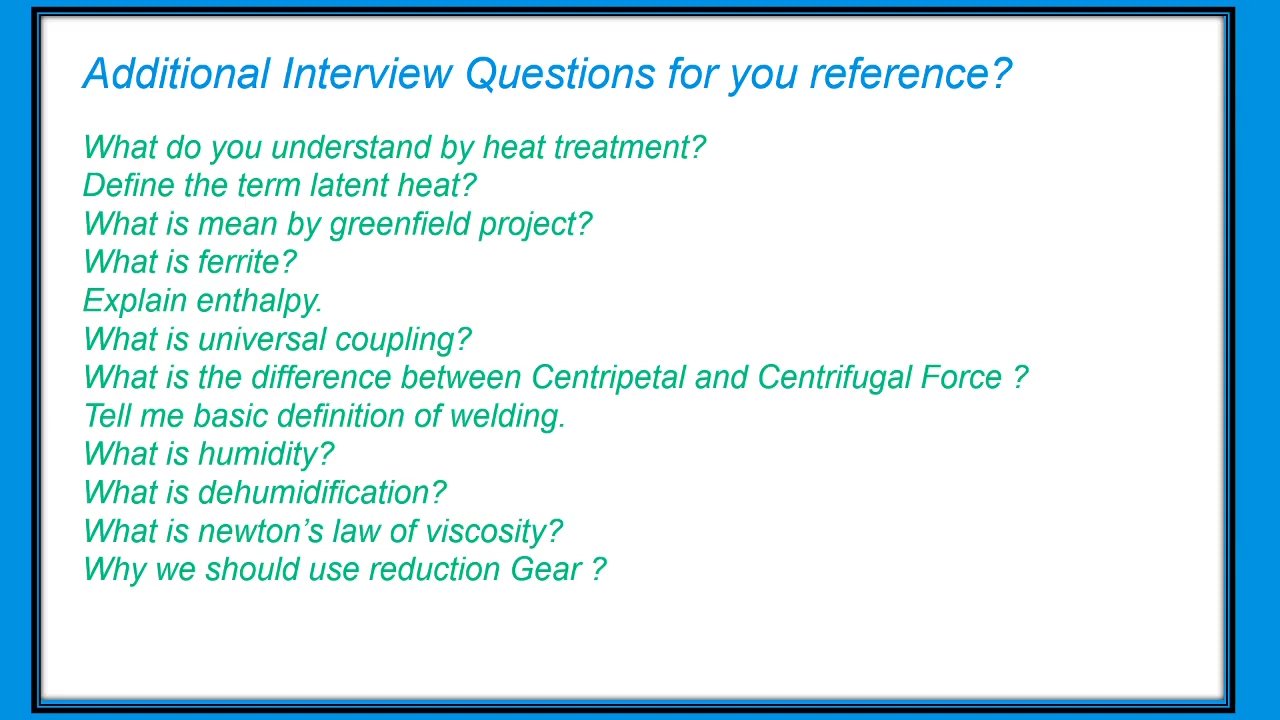 Additional Interview Questions for you reference?
What do you understand by heat treatment?
Define the term latent heat?
What is mean by greenfield project?
What is ferrite?
Explain enthalpy.
What is universal coupling?
What is the difference between Centripetal and Centrifugal Force ?
Tell me basic definition of welding.
What is humidity?
What is dehumidification?
What is newton’s law of viscosity?
Why we should use reduction Gear ?